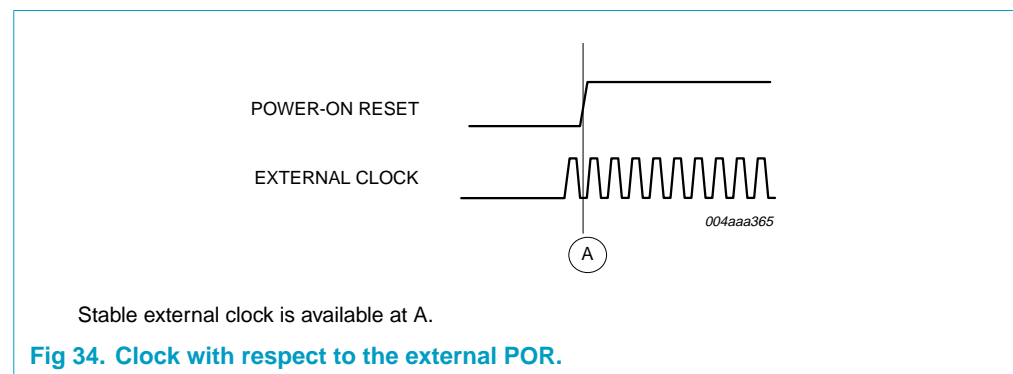 POWER-ON RESET
EXTERNAL CLOCK
004aaa365
A
Stable external clock is available at A.
Fig 34. Clock with respect to the external POR.